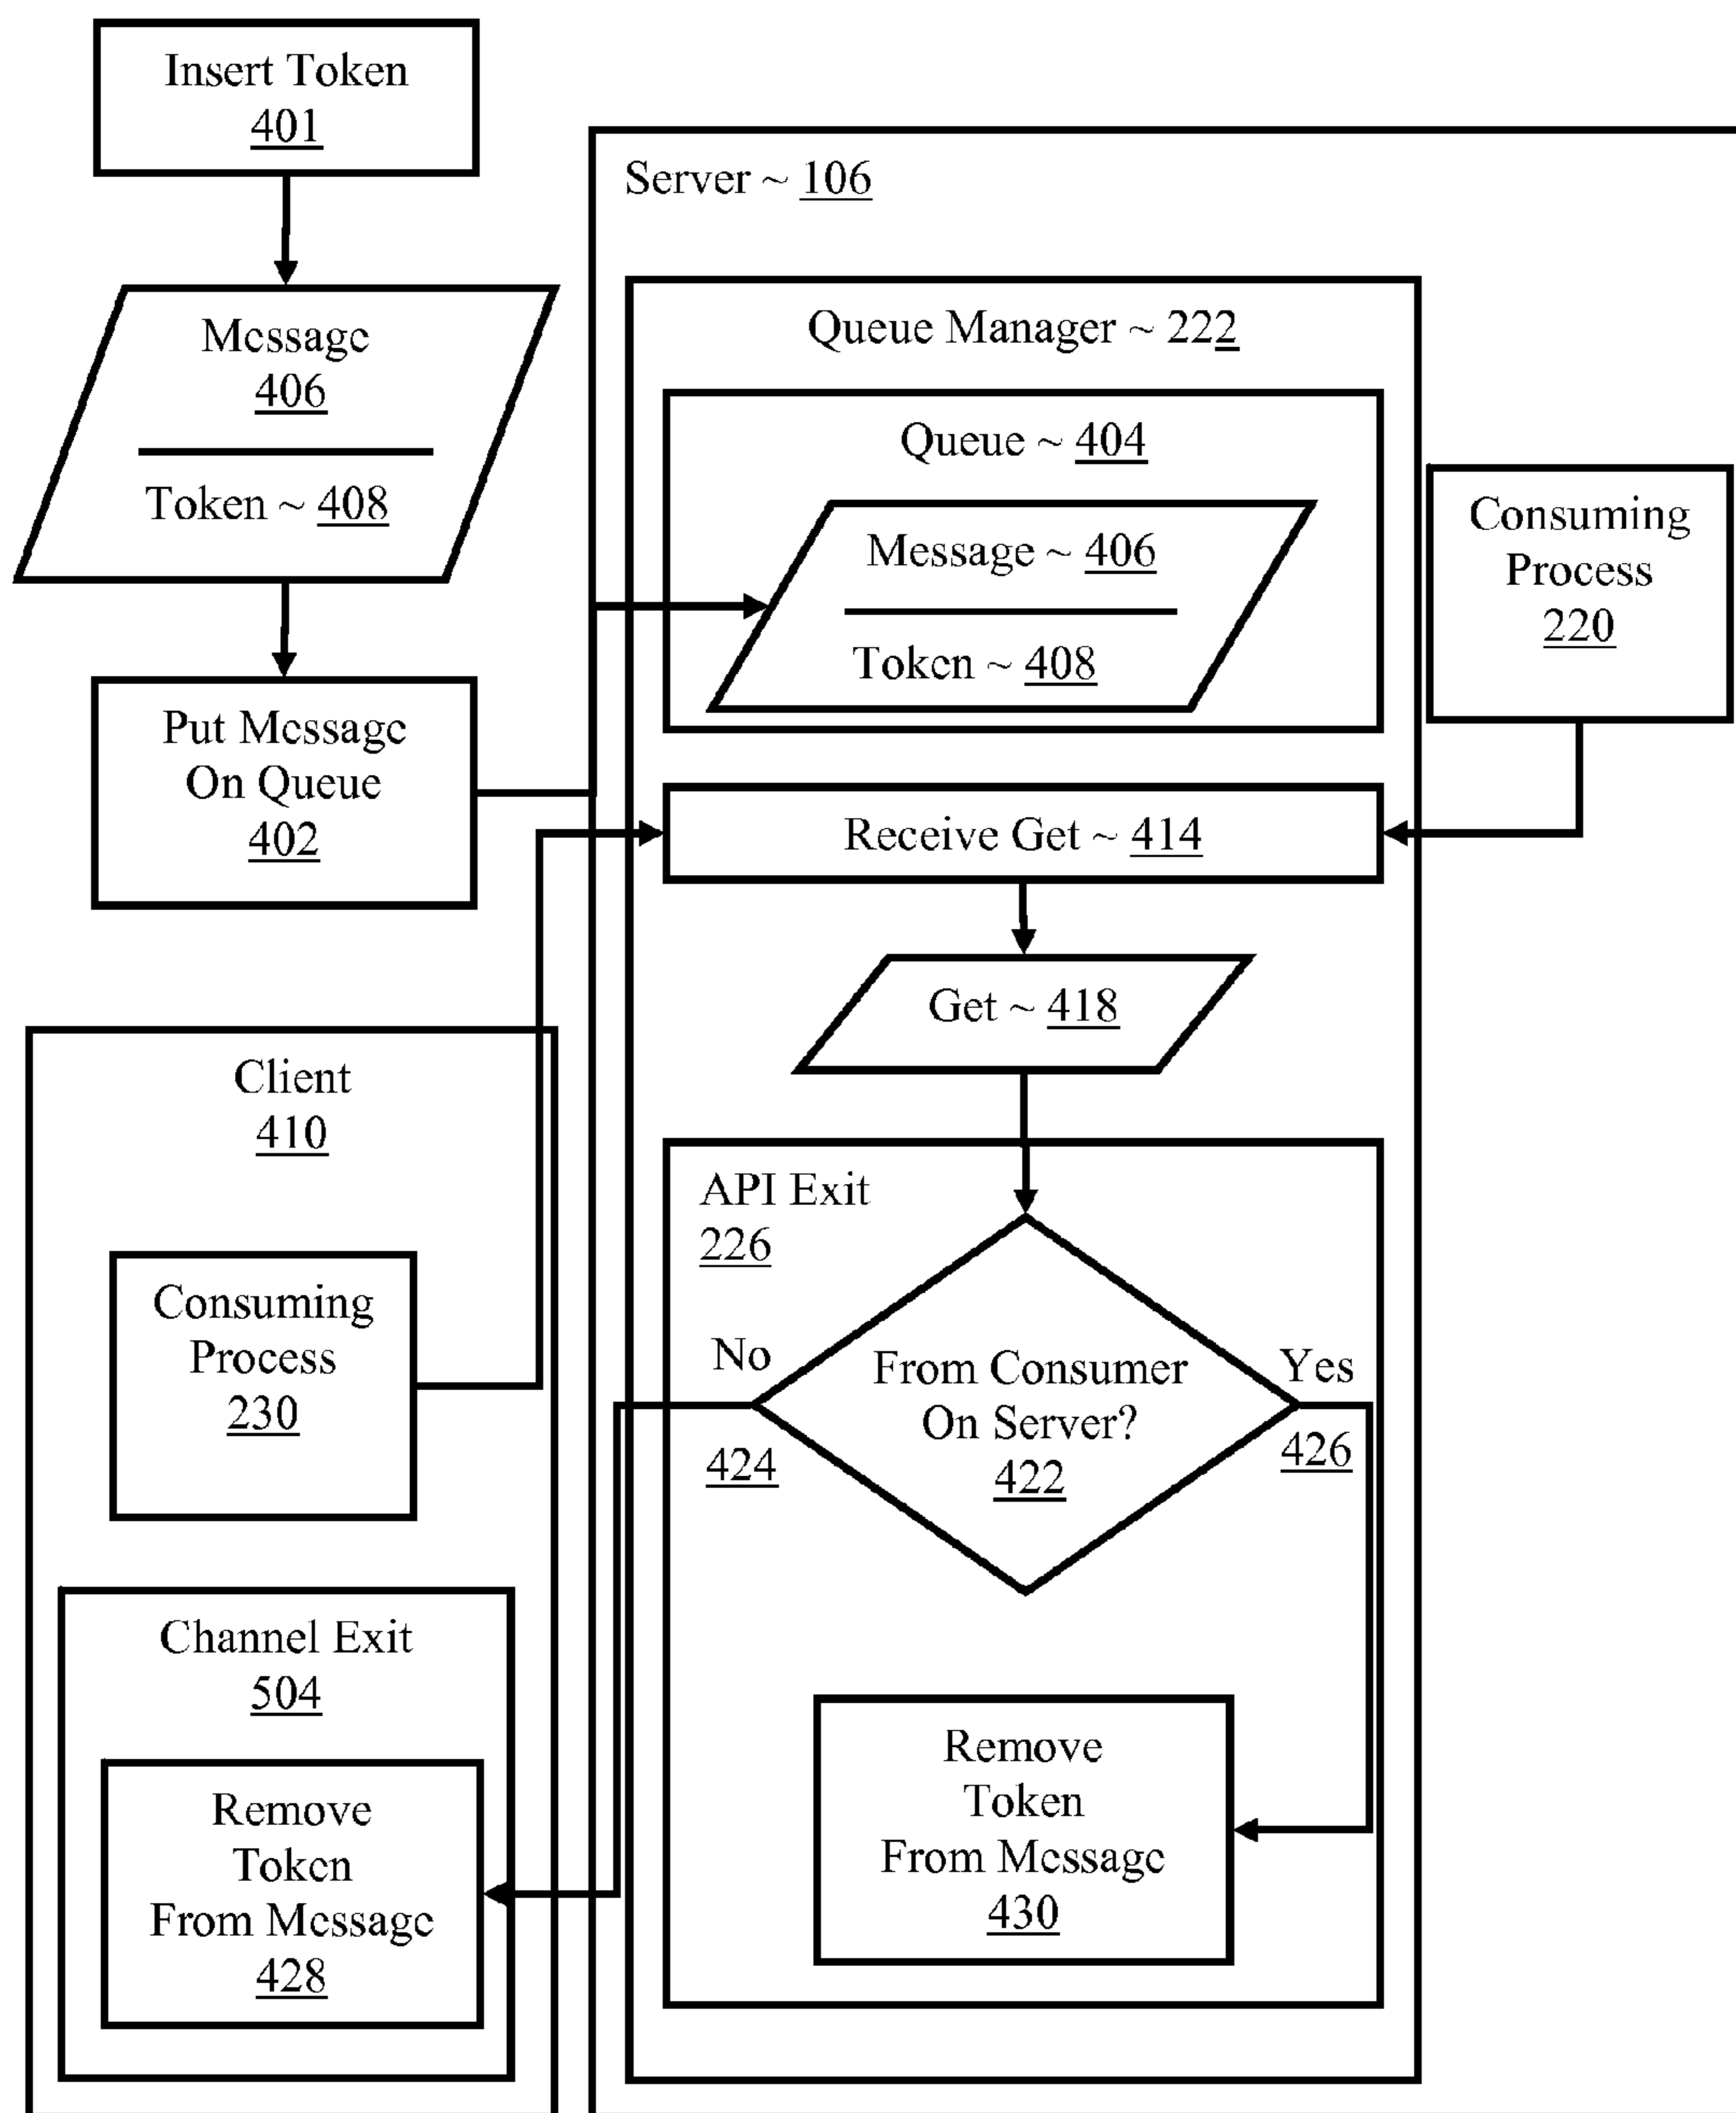 Insert Token
401
Message
406
Token ~ 408
Put Message
On Queue
402
Server ~ 106
Queue Manager ~ 222
Queue ~ 404
Message ~ 406
Token ~ 408
Consuming
Process
220
Receive Get ~ 414
Get ~ 418
Client
410
Consuming
Process
230
Channel Exit
504
Remove
Token
From Message
428
API Exit
226
No
424
From Consumer
On Server?
422
Yes
426
Remove
Token
From Message
430